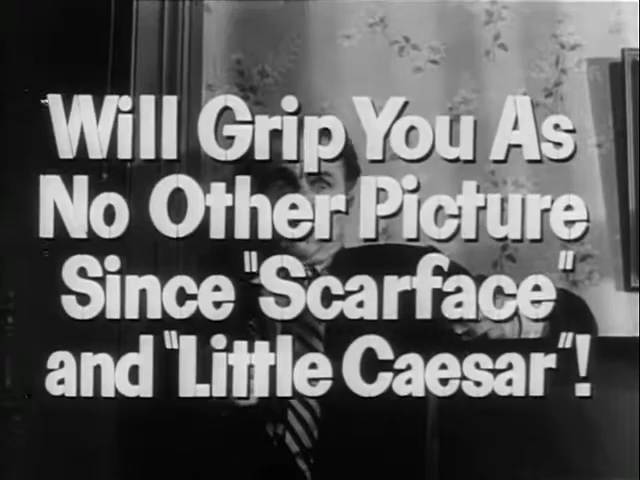 Will Grip You As
No Other Picture
Since "Scarface"
and "Little Caesar"!